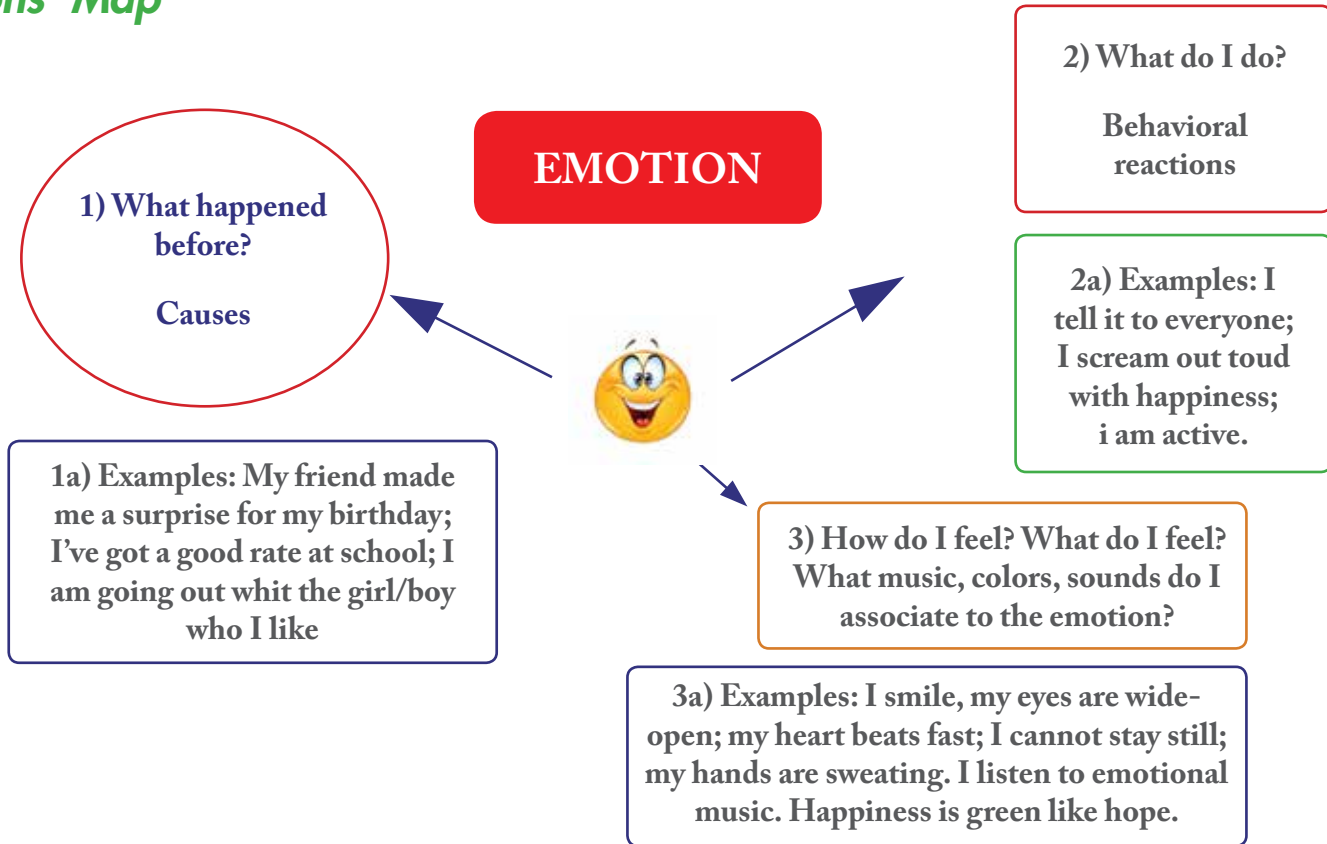 Map
EMOTION
1) What happened
before?
Causes
1a) Examples: My friend made
me a surprise for my birthday;
I've got a good rate at school; I
am going out whit the girl/boy
who I like
2) What do I do?
Behavioral
reactions
2a) Examples: I
tell it to everyone;
I scream out toud
with happiness;
i am active.
3) How do I feel? What do I feel?
What music, colors, sounds do I
associate to the emotion?
3a) Examples: I smile, my eyes are wide-
open; my heart beats fast; I cannot stay still;
my hands are sweating. I listen to emotional
music. Happiness is green like hope.